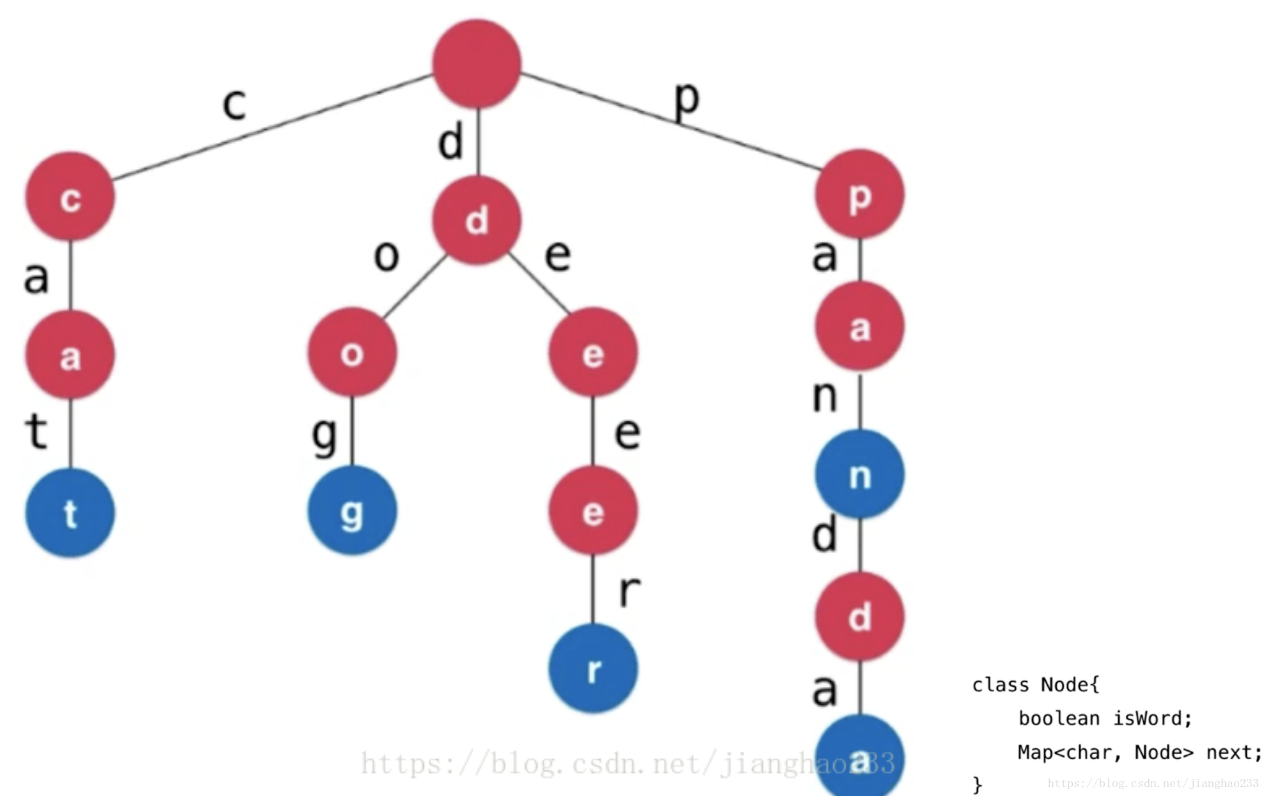 c
p
d
c
d
p
a
o
e
a
a
o
e
a
t
g
e
n
t
g
e
n
d
r
d
r
a
a
class Node{
boolean isWord;
Map<char, Node> next;
}
https://blog.csdn.net/jianghao233
https://blog.csdn.net/jianghao233